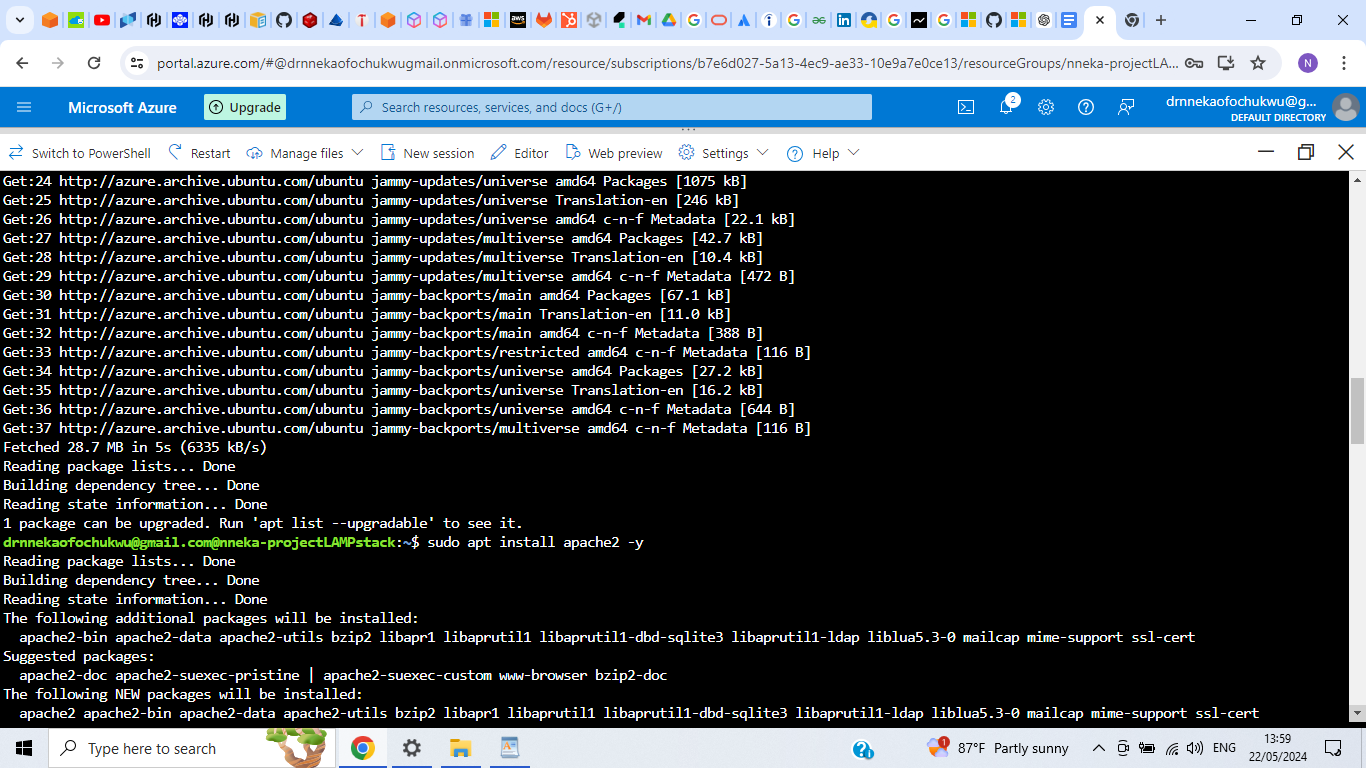 portal.azure.com/#@drnnekaofochukwugmail.onmicrosoft.com/resource/subscriptions/b7e6d027-5a13-4ec9-ae33-10e9a7e0ce13/resourceGroups/nneka-projectLA...
N
Microsoft Azure
Upgrade
Search resources, services, and docs (G+/)
2
drnnekaofochukwu@g...
DEFAULT DIRECTORY
Switch to PowerShell Restart Manage files New session Editor Web preview Settings Help
Get:24 http://azure.archive.ubuntu.com/ubuntu jammy-updates/universe amd64 Packages [1075 kB]
Get:25 http://azure.archive.ubuntu.com/ubuntu jammy-updates/universe Translation-en [246 kB]
Get:26 http://azure.archive.ubuntu.com/ubuntu jammy-updates/universe amd64 c-n-f Metadata [22.1 kB]
Get:27 http://azure.archive.ubuntu.com/ubuntu jammy-updates/multiverse amd64 Packages [42.7 kB]
Get:28 http://azure.archive.ubuntu.com/ubuntu jammy-updates/multiverse Translation-en [10.4 kB]
Get:29 http://azure.archive.ubuntu.com/ubuntu jammy-updates/multiverse amd64 c-n-f Metadata [472 B]
Get:30 http://azure.archive.ubuntu.com/ubuntu jammy-backports/main amd64 Packages [67.1 kB]
Get:31 http://azure.archive.ubuntu.com/ubuntu jammy-backports/main Translation-en [11.0 kB]
Get:32 http://azure.archive.ubuntu.com/ubuntu jammy-backports/main amd64 c-n-f Metadata [388 B]
Get:33 http://azure.archive.ubuntu.com/ubuntu jammy-backports/restricted amd64 c-n-f Metadata [116 B]
Get:34 http://azure.archive.ubuntu.com/ubuntu jammy-backports/universe amd64 Packages [27.2 kB]
Get:35 http://azure.archive.ubuntu.com/ubuntu jammy-backports/universe Translation-en [16.2 kB]
Get:36 http://azure.archive.ubuntu.com/ubuntu jammy-backports/universe amd64 c-n-f Metadata [644 B]
Get:37 http://azure.archive.ubuntu.com/ubuntu jammy-backports/multiverse amd64 c-n-f Metadata [116 B]
Fetched 28.7 MB in 5s (6335 kB/s)
Reading package lists... Done
Building dependency tree... Done
Reading state information... Done
1 package can be upgraded. Run 'apt list --upgradable' to see it.
drnnekaofochukwu@gmail.com@nneka-projectLAMPstack:~$ sudo apt install apache2 -y
Reading package lists... Done
Building dependency tree... Done
Reading state information... Done
The following additional packages will be installed:
apache2-bin apache2-data apache2-utils bzip2 libapr1 libaprutil1 libaprutil1-dbd-sqlite3 libaprutil1-ldap liblua5.3-0 mailcap mime-support ssl-cert
Suggested packages:
apache2-doc apache2-suexec-pristine | apache2-suexec-custom www-browser bzip2-doc
The following NEW packages will be installed:
apache2 apache2-bin apache2-data apache2-utils bzip2 libapr1 libaprutil1 libaprutil1-dbd-sqlite3 libaprutil1-ldap liblua5.3-0 mailcap mime-support ssl-cert
Type here to search
1
87°F Partly sunny
ENG
13:59
22/05/2024